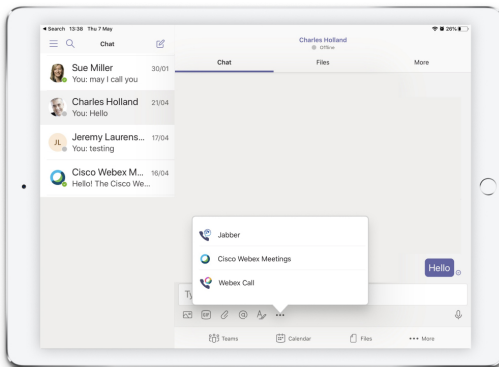 Search 13:38 Thu 7 May
26%
Chat
Charles Holland
Offline
Chat Files More
Sue Miller 30/01
You: may I call you
Charles Holland 21/04
You: Hello
JL
Jeremy Laurens... 17/04
You: testing
Cisco Webex M... 16/04
Hello! The Cisco We...
Jabber
Cisco Webex Meetings
Webex Call
Hello
Ty
GIF
Teams Calendar Files More